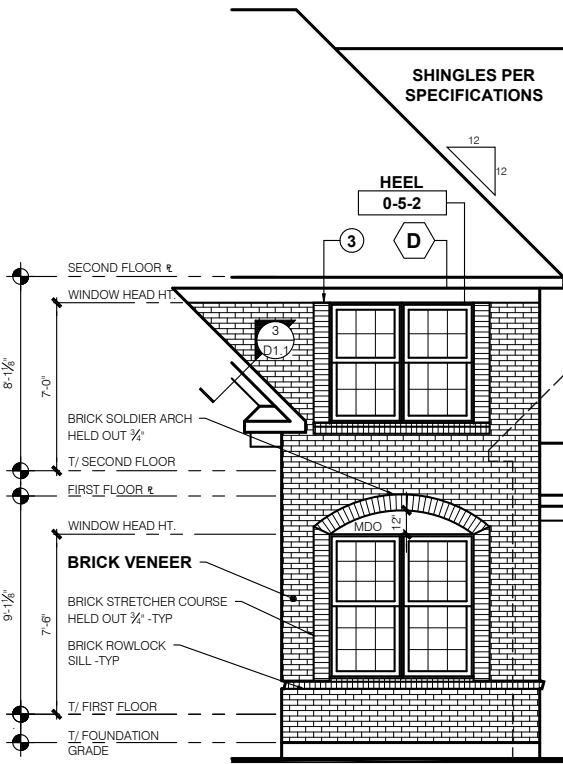 SHINGLES PER
SPECIFICATIONS
12
12
HEEL
0-5-2
3
D
SECOND FLOOR ⅊
WINDOW HEAD HT.
3
D1.1
8'-1⅛"
7'-0"
BRICK SOLDIER ARCH
HELD OUT ¾"
T/ SECOND FLOOR
FIRST FLOOR ⅊
WINDOW HEAD HT.
MDO
12"
BRICK VENEER
9'-1⅛"
7'-6"
BRICK STRETCHER COURSE
HELD OUT ¾" -TYP
BRICK ROWLOCK
SILL -TYP
T/ FIRST FLOOR
T/ FOUNDATION
GRADE